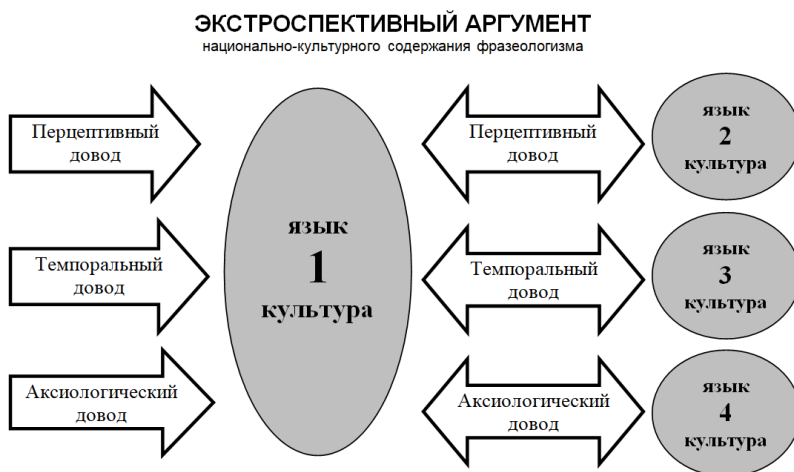 ЭКСТРОСПЕКТИВНЫЙ АРГУМЕНТ
национально-культурного содержания фразеологизма
Перцептивный
довод
Темпоральный
довод
Аксиологический
довод
язык
1
культура
Перцептивный
довод
Темпоральный
довод
Аксиологический
довод
язык
2
культура
язык
3
культура
язык
4
культура